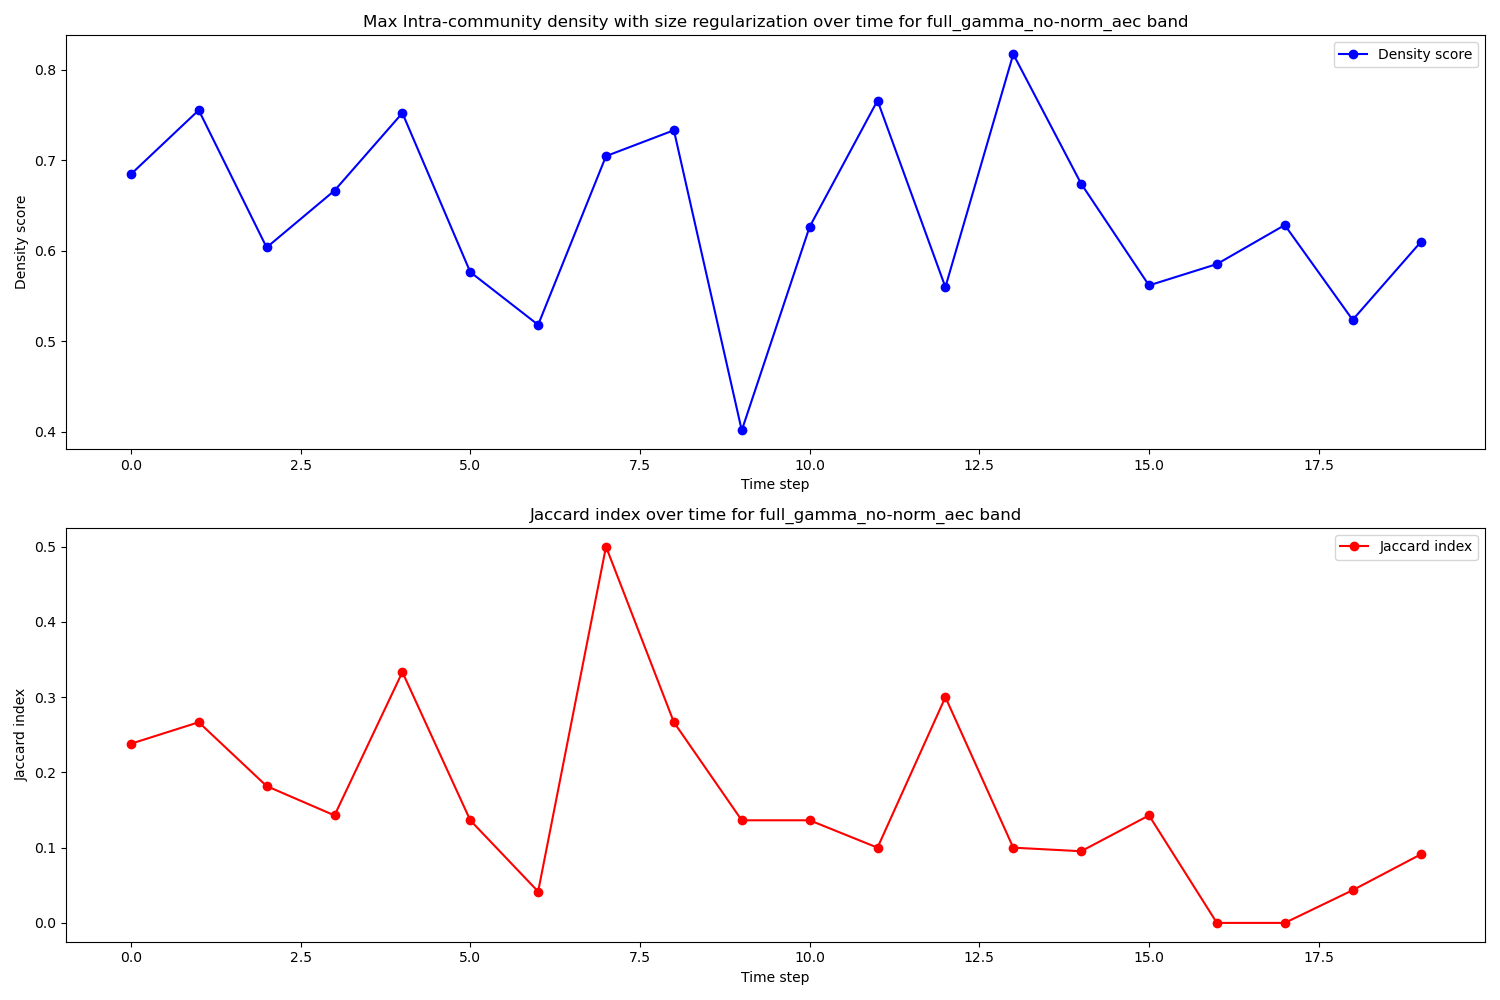 Max Intra-community density with size regularization over time for full_gamma_no-norm_aec band
Density score
0.8
0.7
0.6
0.5
0.4
Density score
0.0 2.5 5.0 7.5 10.0 12.5 15.0 17.5
Time step
Jaccard index over time for full_gamma_no-norm_aec band
Jaccard index
0.5
0.4
0.3
0.2
0.1
0.0
Jaccard index
0.0 2.5 5.0 7.5 10.0 12.5 15.0 17.5
Time step